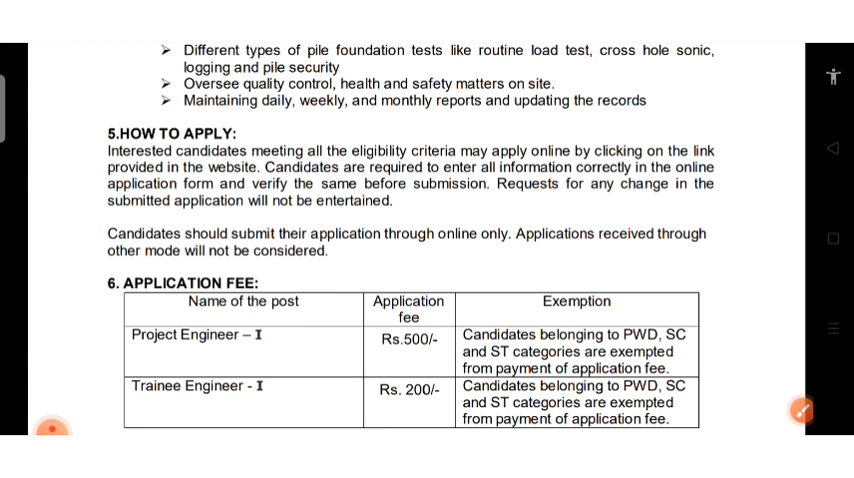 ➢ Different types of pile foundation tests like routine load test, cross hole sonic,
logging and pile security
➢ Oversee quality control, health and safety matters on site.
➢ Maintaining daily, weekly, and monthly reports and updating the records
5.HOW TO APPLY:
Interested candidates meeting all the eligibility criteria may apply online by clicking on the link
provided in the website. Candidates are required to enter all information correctly in the online
application form and verify the same before submission. Requests for any change in the
submitted application will not be entertained.
Candidates should submit their application through online only. Applications received through
other mode will not be considered.
6. APPLICATION FEE:
Name of the post Application fee Exemption
Project Engineer – I Rs.500/- Candidates belonging to PWD, SC
and ST categories are exempted
from payment of application fee.
Trainee Engineer - I Rs. 200/- Candidates belonging to PWD, SC
and ST categories are exempted
from payment of application fee.